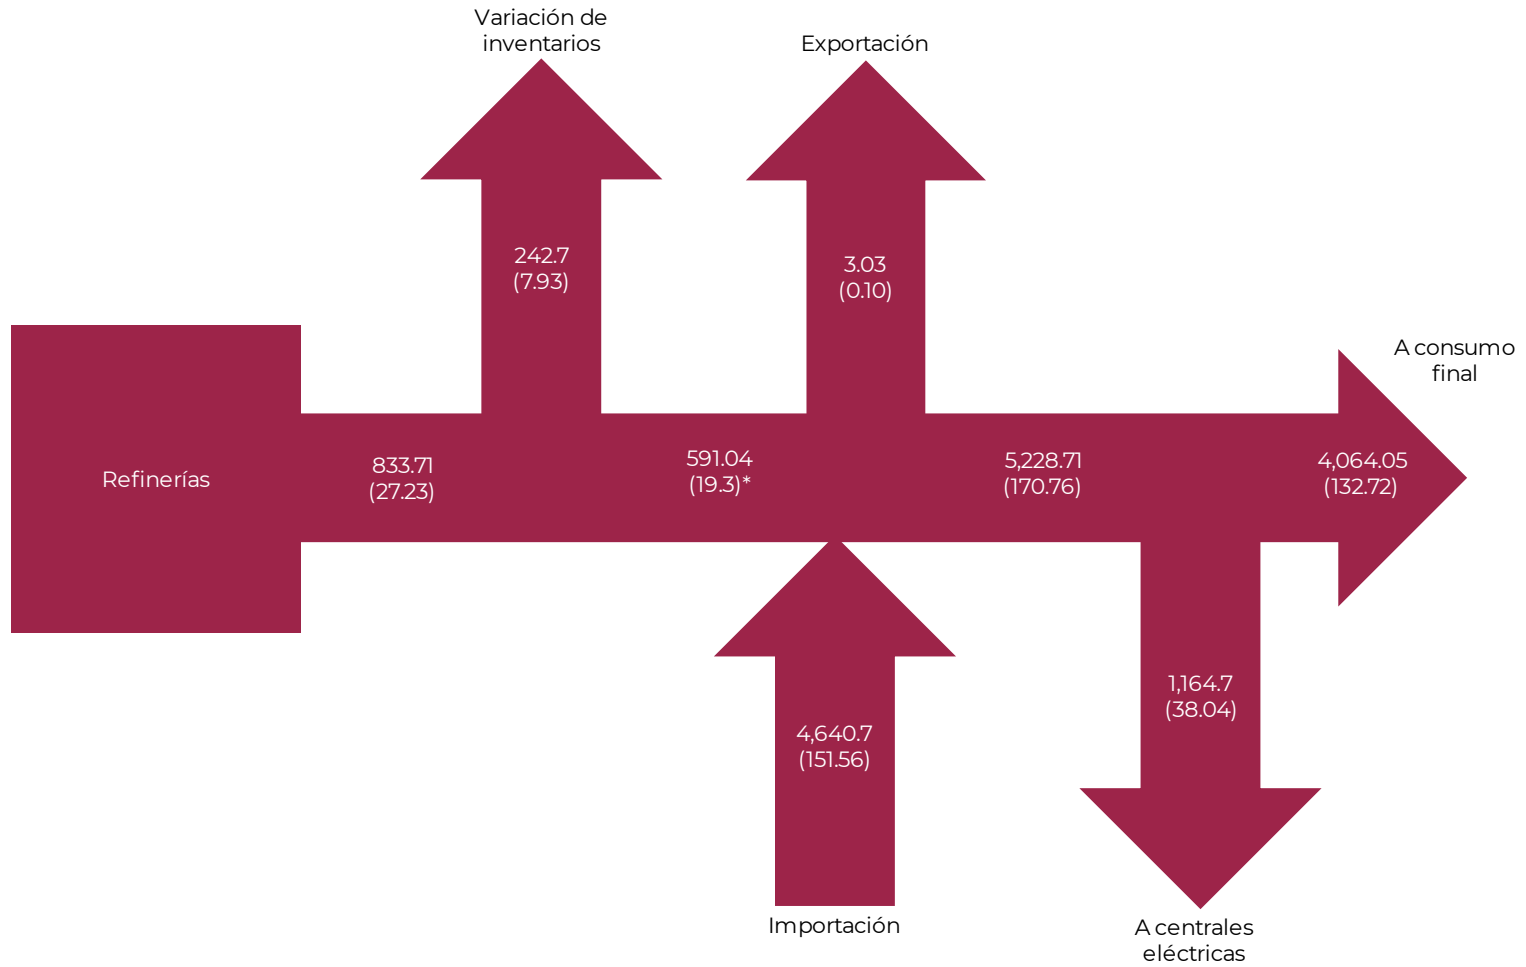 Variación de
inventarios
Exportación
242.7
(7.93)
3.03
(0.10)
A consumo
final
Refinerías
833.71
(27.23)
591.04
(19.3)*
5,228.71
(170.76)
4,064.05
(132.72)
4,640.7
(151.56)
1,164.7
(38.04)
Importación
A centrales
eléctricas